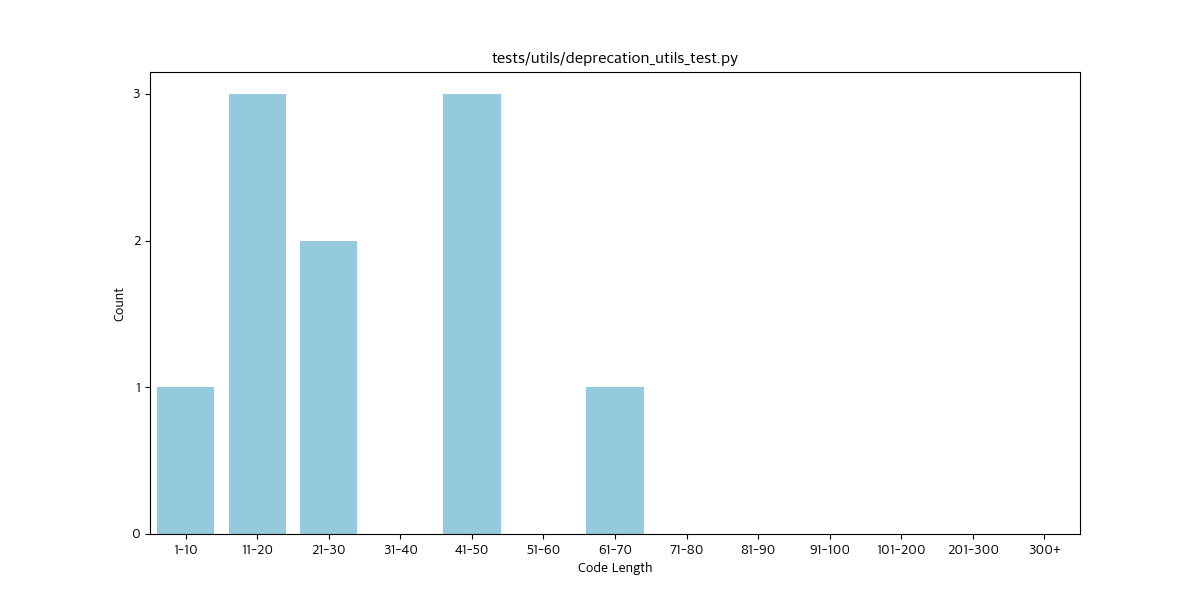 tests/utils/deprecation_utils_test.py
3
2
1
0
Count
1-10 11-20 21-30 31-40 41-50 51-60 61-70 71-80 81-90 91-100 101-200 201-300 300+
Code Length